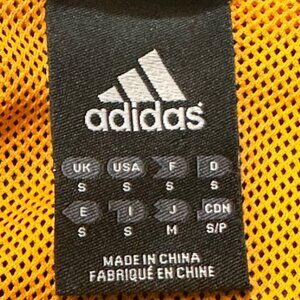 adidas
UK USA F D
S S S S
E I J CDN
S S M S/P
MADE IN CHINA
FABRIQUÉ EN CHINE